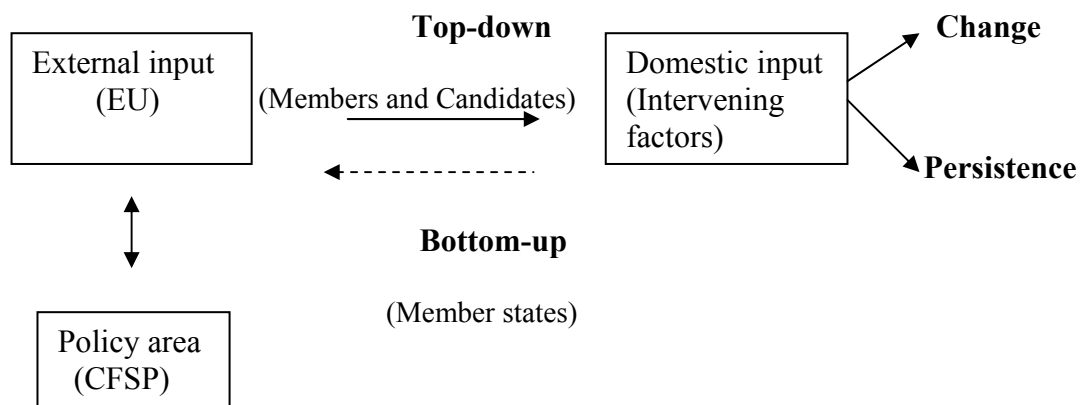 Top-down
Change
External input
(EU)
Domestic input
(Intervening
factors)
(Members and Candidates)
Persistence
Bottom-up
(Member states)
Policy area
(CFSP)